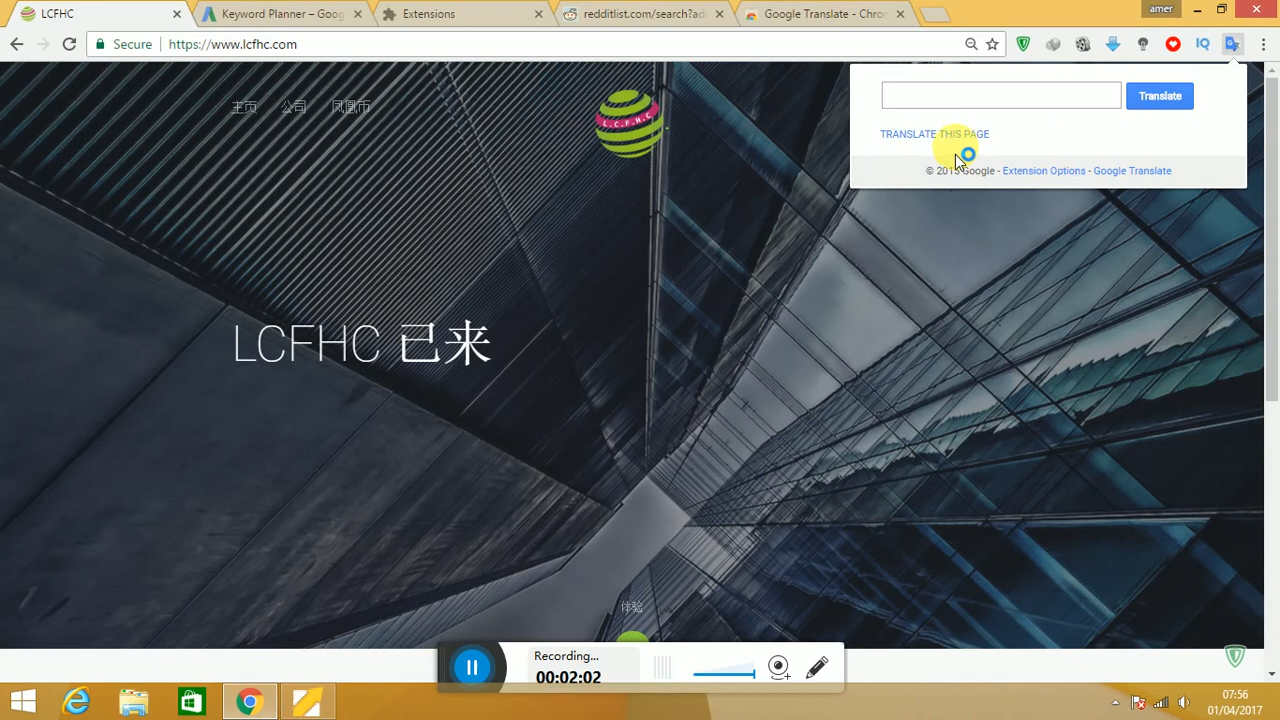 amer
LCFHC
Keyword Planner – Goog
Extensions
redditlist.com/search?ad
Google Translate - Chro
Secure
https://www.lcfhc.com
IQ
主页 公司 凤凰币
L.C.F.H.C
Translate
TRANSLATE THIS PAGE
© 2015 Google - Extension Options - Google Translate
LCFHC 已来
体验
Recording...
00:02:02
07:56
01/04/2017